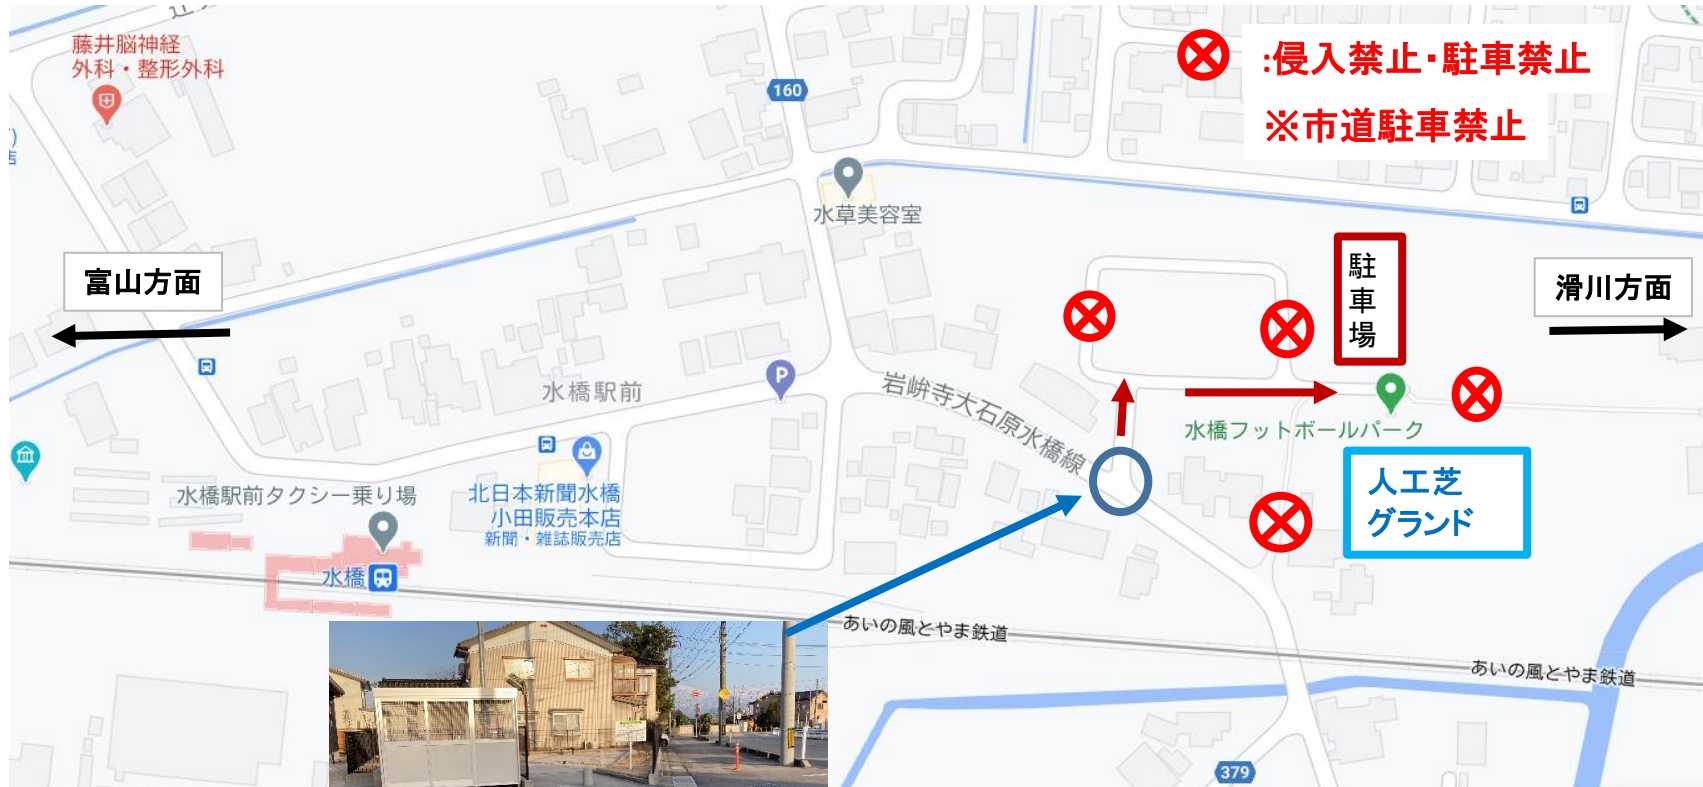 藤井脳神経
外科・整形外科
160
:侵入禁止・駐車禁止
※市道駐車禁止
水草美容室
富山方面
駐車場
滑川方面
水橋駅前
P
岩峅寺大石原水橋線
水橋フットボールパーク
人工芝
グランド
水橋駅前タクシー乗り場
北日本新聞水橋
小田販売本店
新聞・雑誌販売店
水橋
あいの風とやま鉄道
あいの風とやま鉄道
379